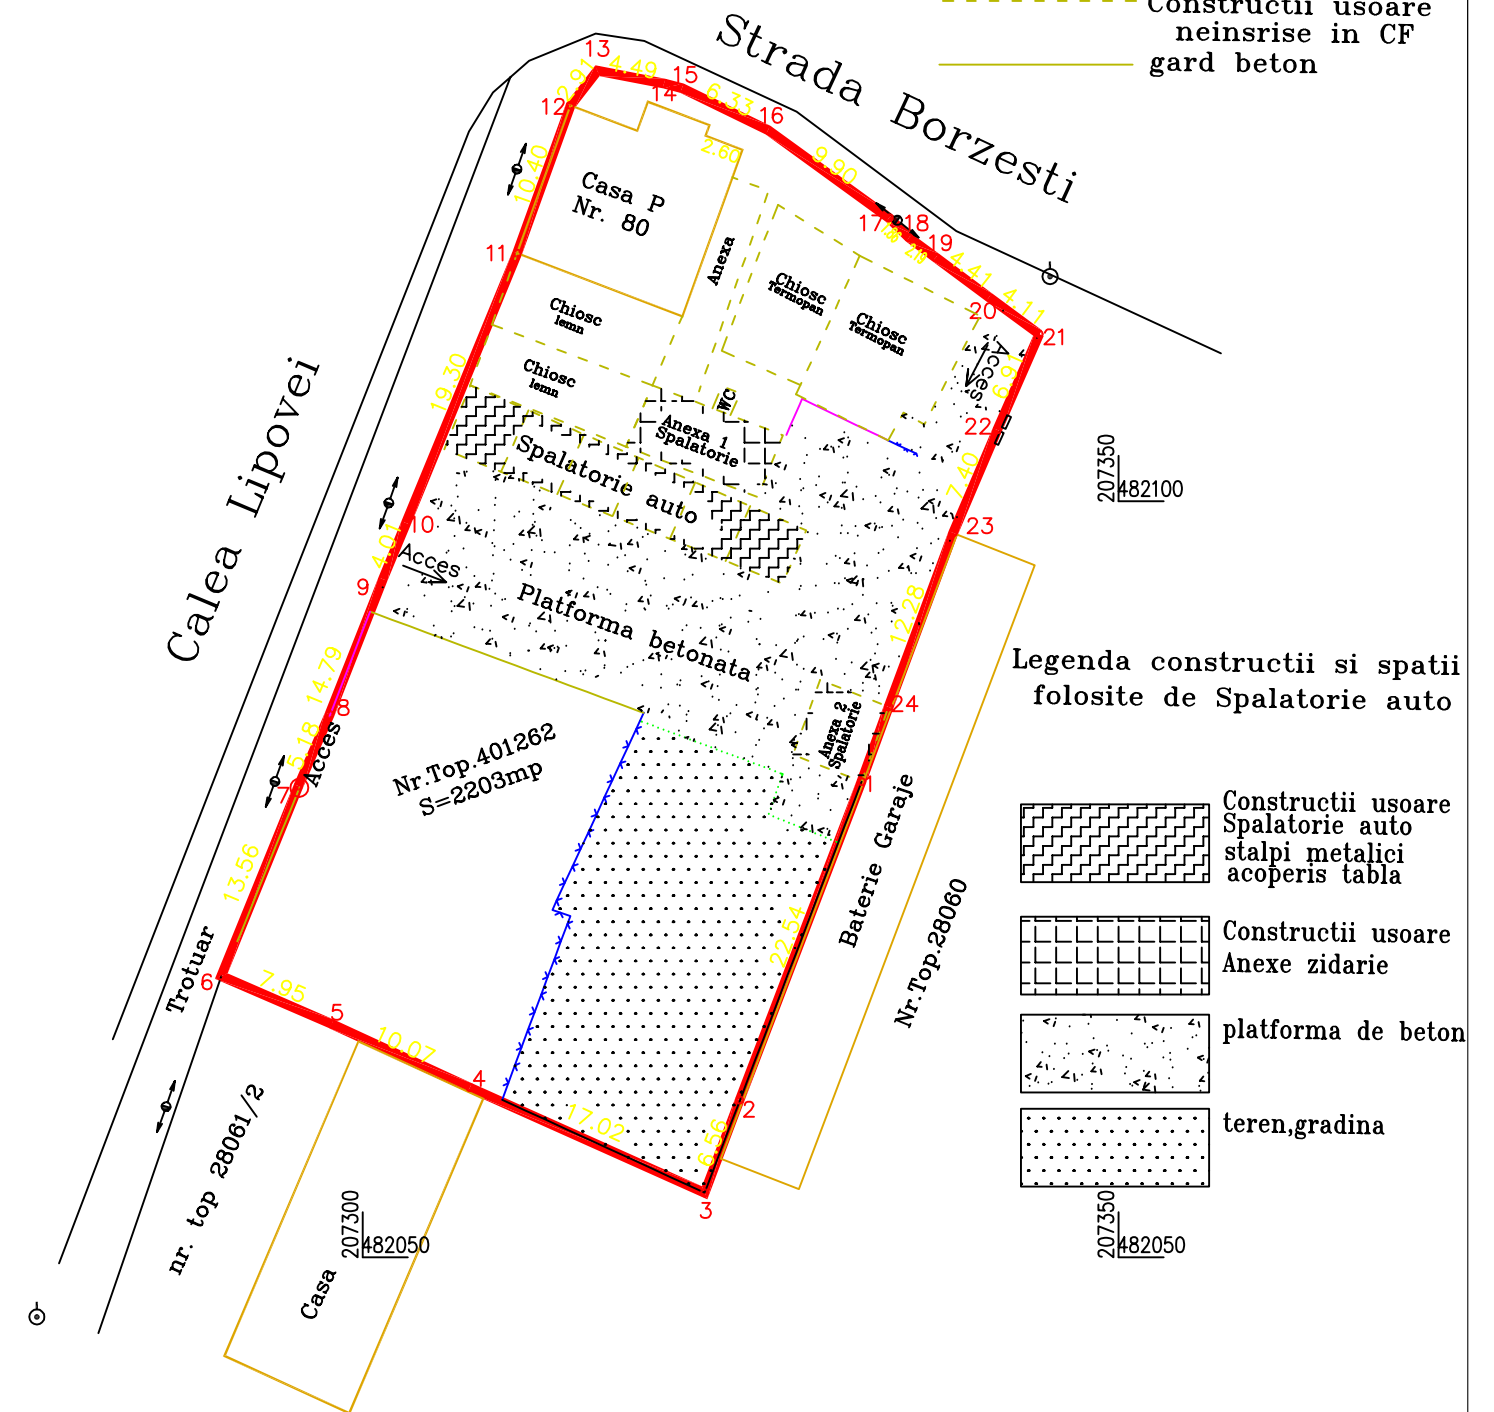 Constructii usoare
neinsrise in CF
gard beton
Strada Borzesti
Calea Lipovei
13
2.91
4.49
14
15
6.33
16
12
10.40
2.60
9.90
Casa P
Nr. 80
17
18
19
2.19
4.41
4.11
20
21
11
Anexa
Chiosc
Termopan
Chiosc
Termopan
Acces
6.91
Chiosc
lemn
Chiosc
lemn
19.30
WC
22
Anexa 1
Spalatorie
Spalatorie auto
7.40
23
207350
482100
10
4.01
Acces
9
Platforma betonata
12.28
14.79
8
5.18
Acces
7
24
Anexa 2
Spalatorie
1
Nr.Top.401262
S=2203mp
Baterie Garaje
Nr.Top.28060
22.54
13.56
Trotuar
6
7.95
5
10.07
4
17.02
2
6.56
3
nr. top 28061/2
Casa
207300
482050
207350
482050
Legenda constructii si spatii
folosite de Spalatorie auto
Constructii usoare
Spalatorie auto
stalpi metalici
acoperis tabla
Constructii usoare
Anexe zidarie
platforma de beton
teren,gradina